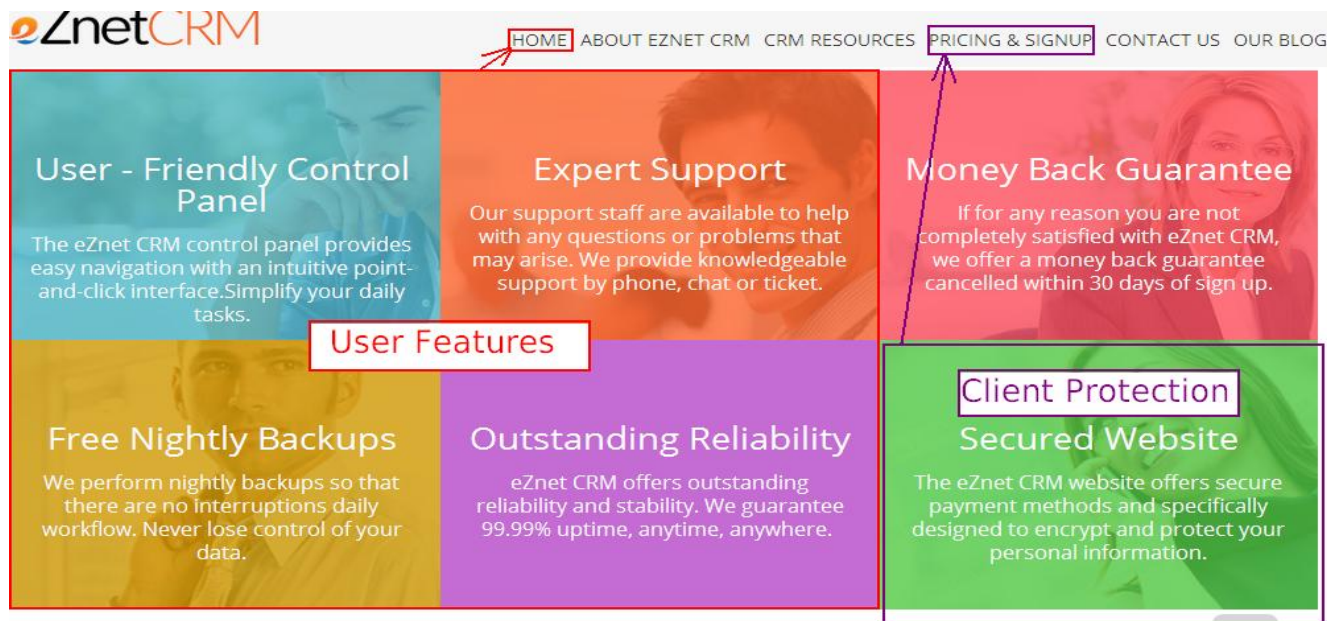 eZnetCRM
HOME ABOUT EZNET CRM CRM RESOURCES PRICING & SIGNUP CONTACT US OUR BLOG
User - Friendly Control
Panel
The eZnet CRM control panel provides
easy navigation with an intuitive point-
and-click interface.Simplify your daily
tasks.
Expert Support
Our support staff are available to help
with any questions or problems that
may arise. We provide knowledgeable
support by phone, chat or ticket.
Money Back Guarantee
If for any reason you are not
completely satisfied with eZnet CRM,
we offer a money back guarantee
cancelled within 30 days of sign up.
User Features
Client Protection
Free Nightly Backups
We perform nightly backups so that
there are no interruptions daily
workflow. Never lose control of your
data.
Outstanding Reliability
eZnet CRM offers outstanding
reliability and stability. We guarantee
99.99% uptime, anytime, anywhere.
Secured Website
The eZnet CRM website offers secure
payment methods and specifically
designed to encrypt and protect your
personal information.